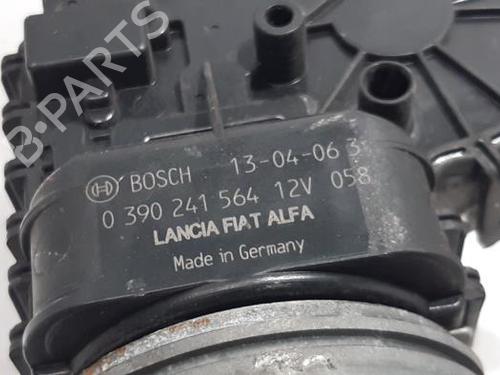 B-PARTS
BOSCH 13-04-06 3
0 390 241 564 12V 058
LANCIA FIAT ALFA
Made in Germany